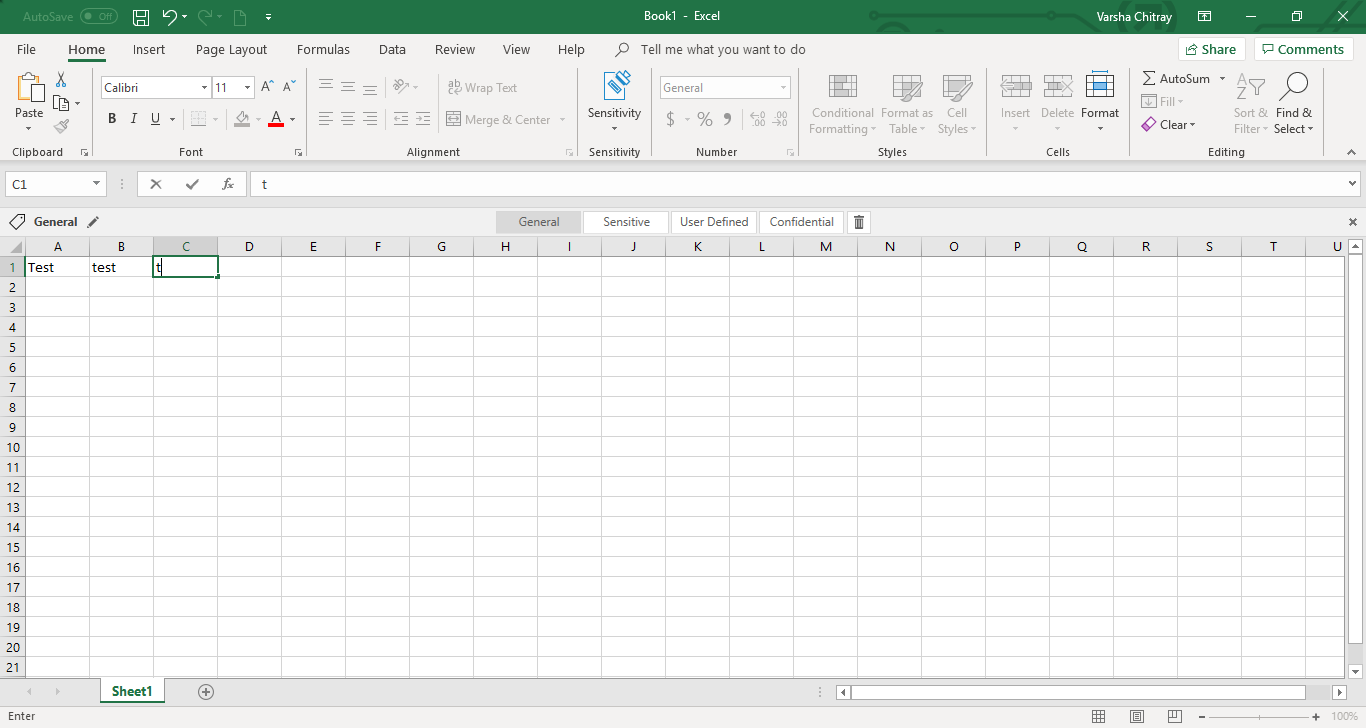 AutoSave Off Book1 - Excel Varsha Chitray
File Home Insert Page Layout Formulas Data Review View Help Tell me what you want to do Share Comments
Calibri 11 A A ab Wrap Text General AutoSum
Paste Sensitivity Conditional Format as Cell Insert Delete Format Fill Sort & Find &
B I U A Merge & Center $ % Formatting Table Styles Clear Filter Select
Clipboard Font Alignment Sensitivity Number Styles Cells Editing
C1 fx t
General General Sensitive User Defined Confidential
A B C D E F G H I J K L M N O P Q R S T U
1 Test test t
2
3
4
5
6
7
8
9
10
11
12
13
14
15
16
17
18
19
20
21
Sheet1
Enter 100%